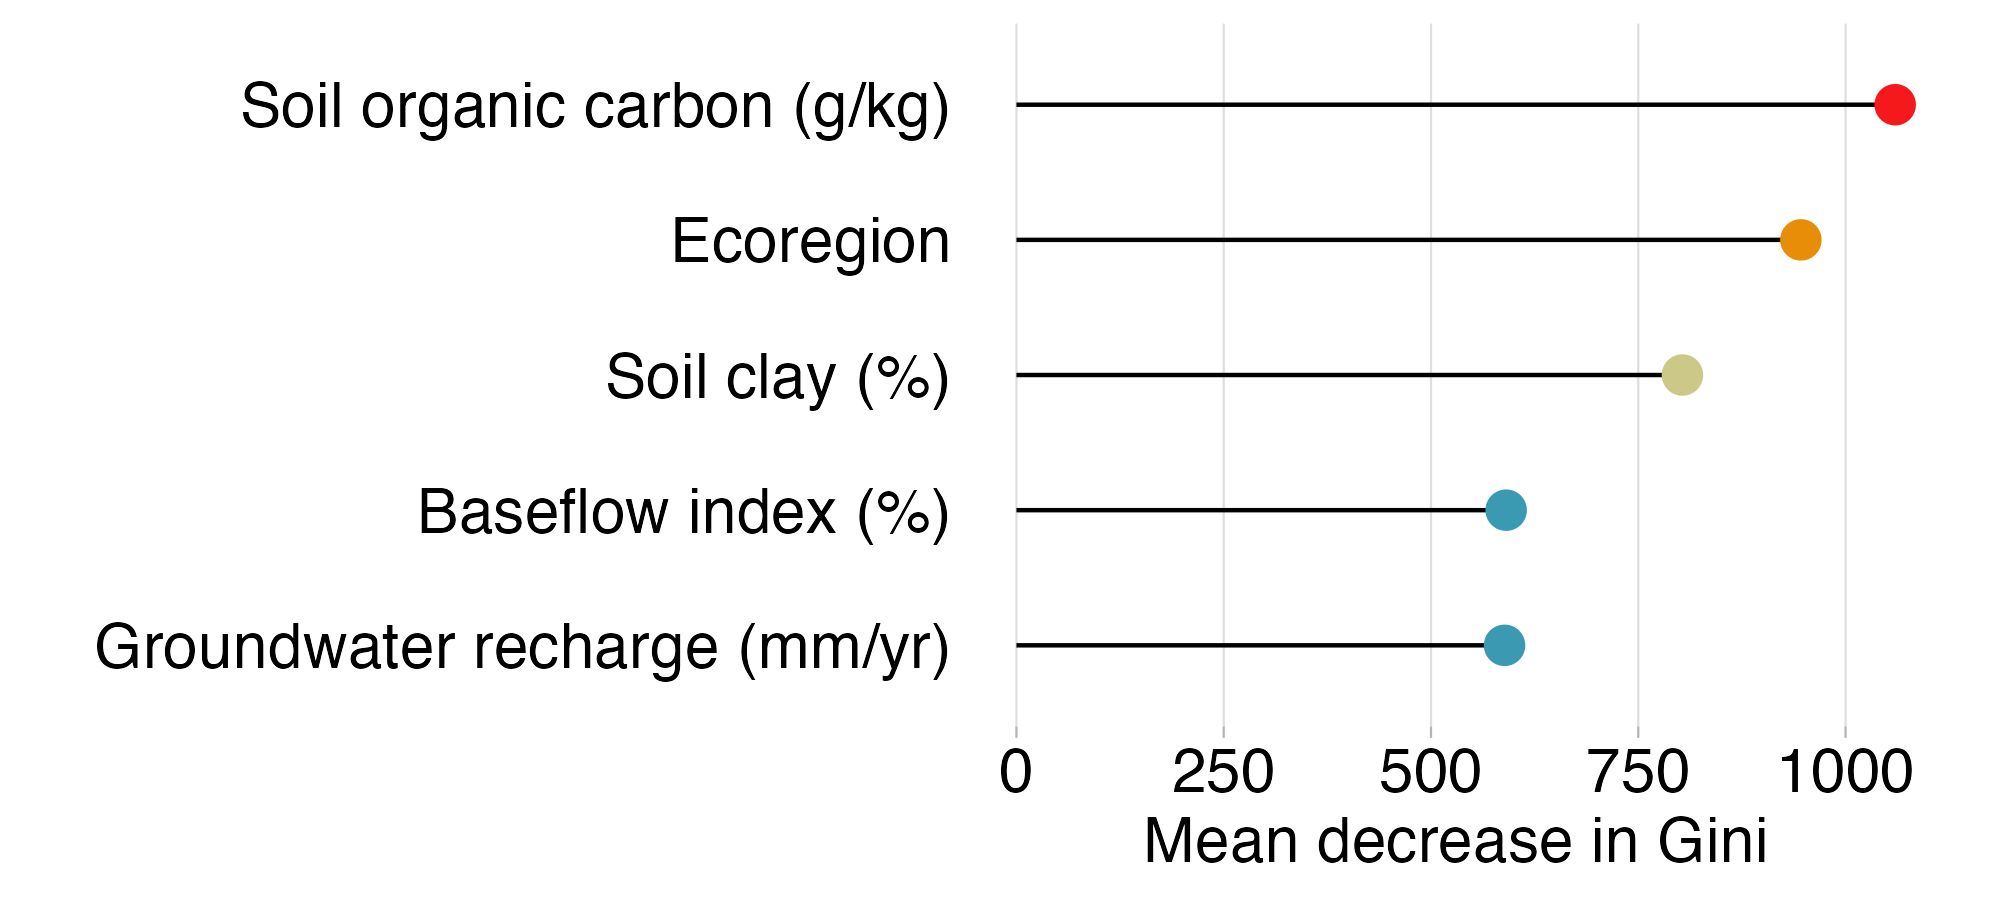 Soil organic carbon (g/kg)
Ecoregion
Soil clay (%)
Baseflow index (%)
Groundwater recharge (mm/yr)
0 250 500 750 1000
Mean decrease in Gini